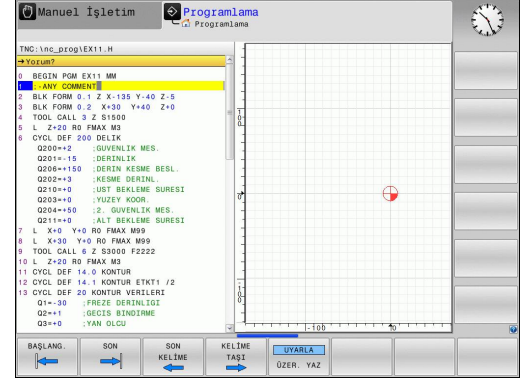 Manuel İşletim
Programlama
Programlama
TNC:\nc_prog\EX11.H
→Yorum?
0 BEGIN PGM EX11 MM
1 ;-ANY COMMENT
2 BLK FORM 0.1 Z X-135 Y-40 Z-5
3 BLK FORM 0.2 X+30 Y+40 Z+0
4 TOOL CALL 3 Z S1500
5 L Z+20 R0 FMAX M3
6 CYCL DEF 200 DELIK
Q200=+2 ;GUVENLIK MES.
Q201=-15 ;DERINLIK
Q206=+150 ;DERIN KESME BESL.
Q202=+3 ;KESME DERINL.
Q210=+0 ;UST BEKLEME SURESI
Q203=+0 ;YUZEY KOOR.
Q204=+50 ;2. GUVENLIK MES.
Q211=+0 ;ALT BEKLEME SURESI
7 L X+0 Y+0 R0 FMAX M99
8 L X+30 Y+0 R0 FMAX M99
9 TOOL CALL 6 Z S3000 F2222
10 L Z+20 R0 FMAX M3
11 CYCL DEF 14.0 KONTUR
12 CYCL DEF 14.1 KONTUR ETKT1 /2
13 CYCL DEF 20 KONTUR VERILERI
Q1=-30 ;FREZE DERINLIGI
Q2=+1 ;GECIS BINDIRME
Q3=+0 ;YAN OLCU
100
0
-100
-100
0
BAŞLANG.
SON
SON KELİME
KELİME TAŞI
UYARLA
ÜZER. YAZ